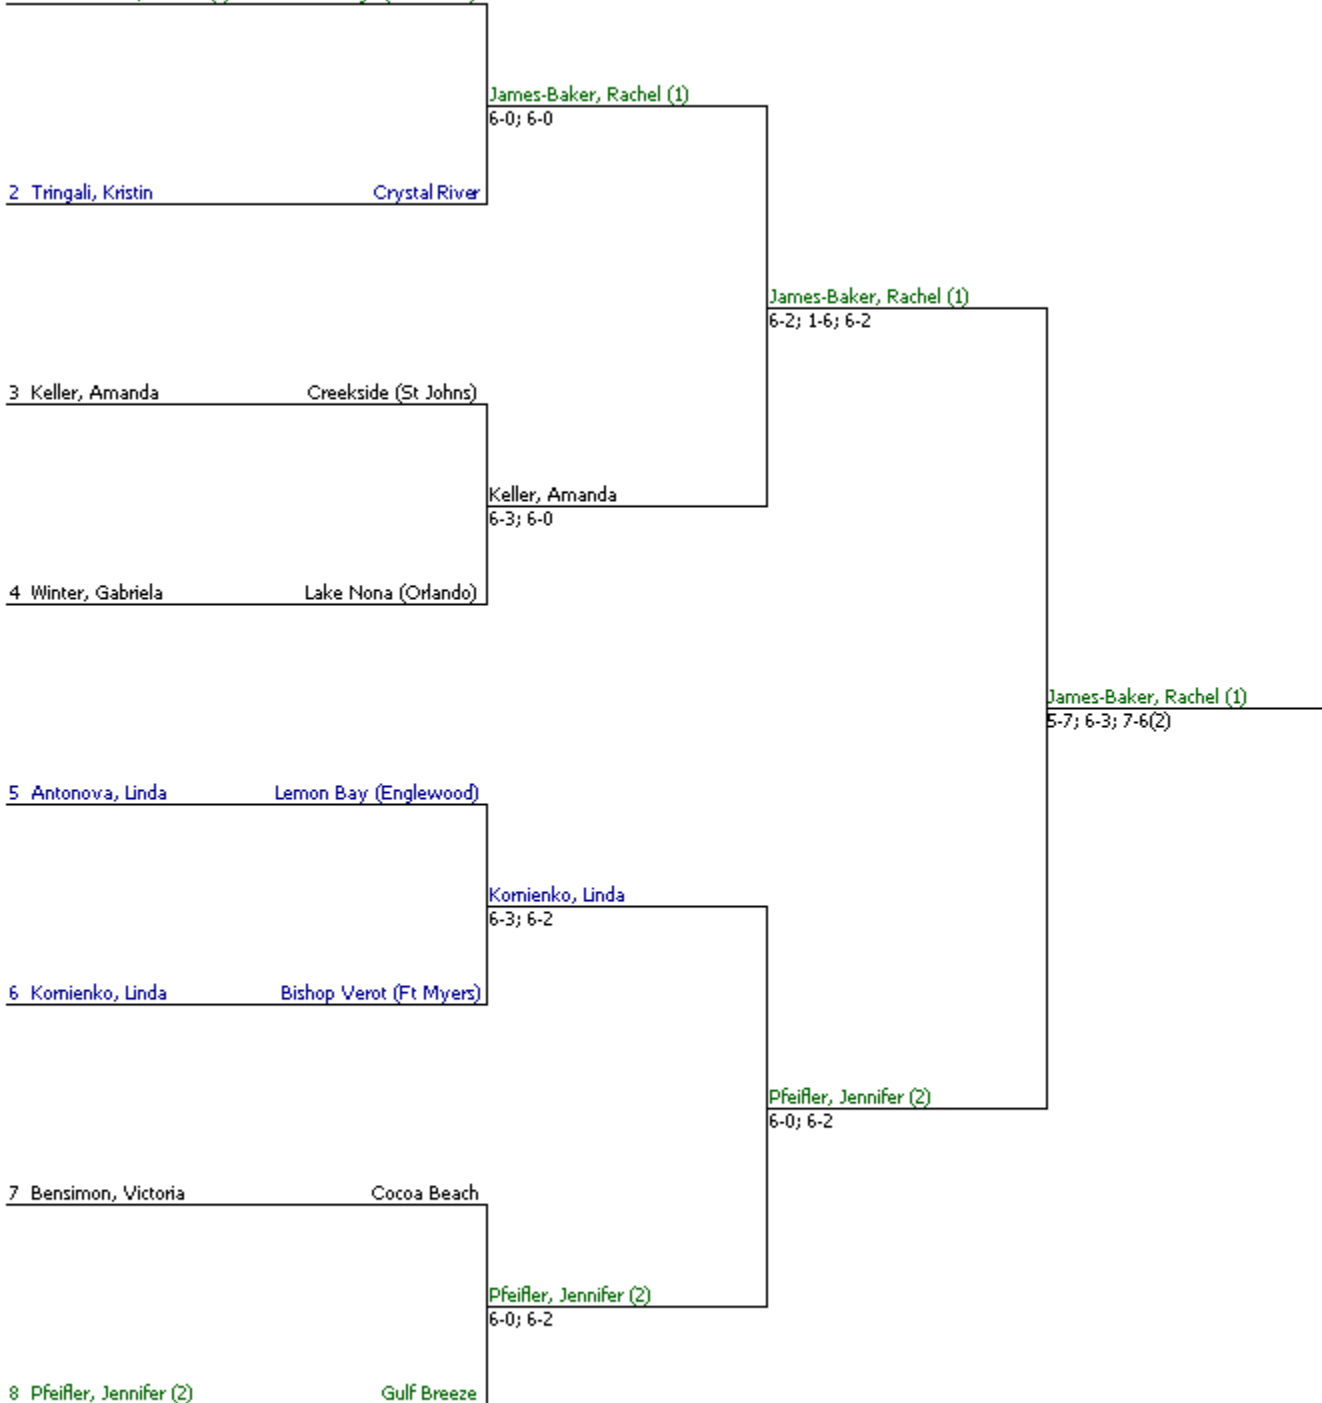 James-Baker, Rachel (1)
6-0; 6-0
2 Tringali, Kristin Crystal River
James-Baker, Rachel (1)
6-2; 1-6; 6-2
3 Keller, Amanda Creekside (St Johns)
Keller, Amanda
6-3; 6-0
4 Winter, Gabriela Lake Nona (Orlando)
James-Baker, Rachel (1)
5-7; 6-3; 7-6(2)
5 Antonova, Linda Lemon Bay (Englewood)
Kornienko, Linda
6-3; 6-2
6 Kornienko, Linda Bishop Verot (Ft Myers)
Pfeifler, Jennifer (2)
6-0; 6-2
7 Bensimon, Victoria Cocoa Beach
Pfeifler, Jennifer (2)
6-0; 6-2
8 Pfeifler, Jennifer (2) Gulf Breeze